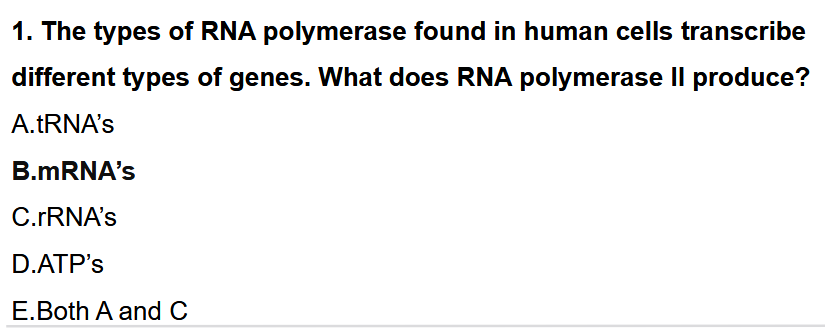 1. The types of RNA polymerase found in human cells transcribe
different types of genes. What does RNA polymerase II produce?
A.tRNA’s
B.mRNA’s
C.rRNA’s
D.ATP’s
E.Both A and C